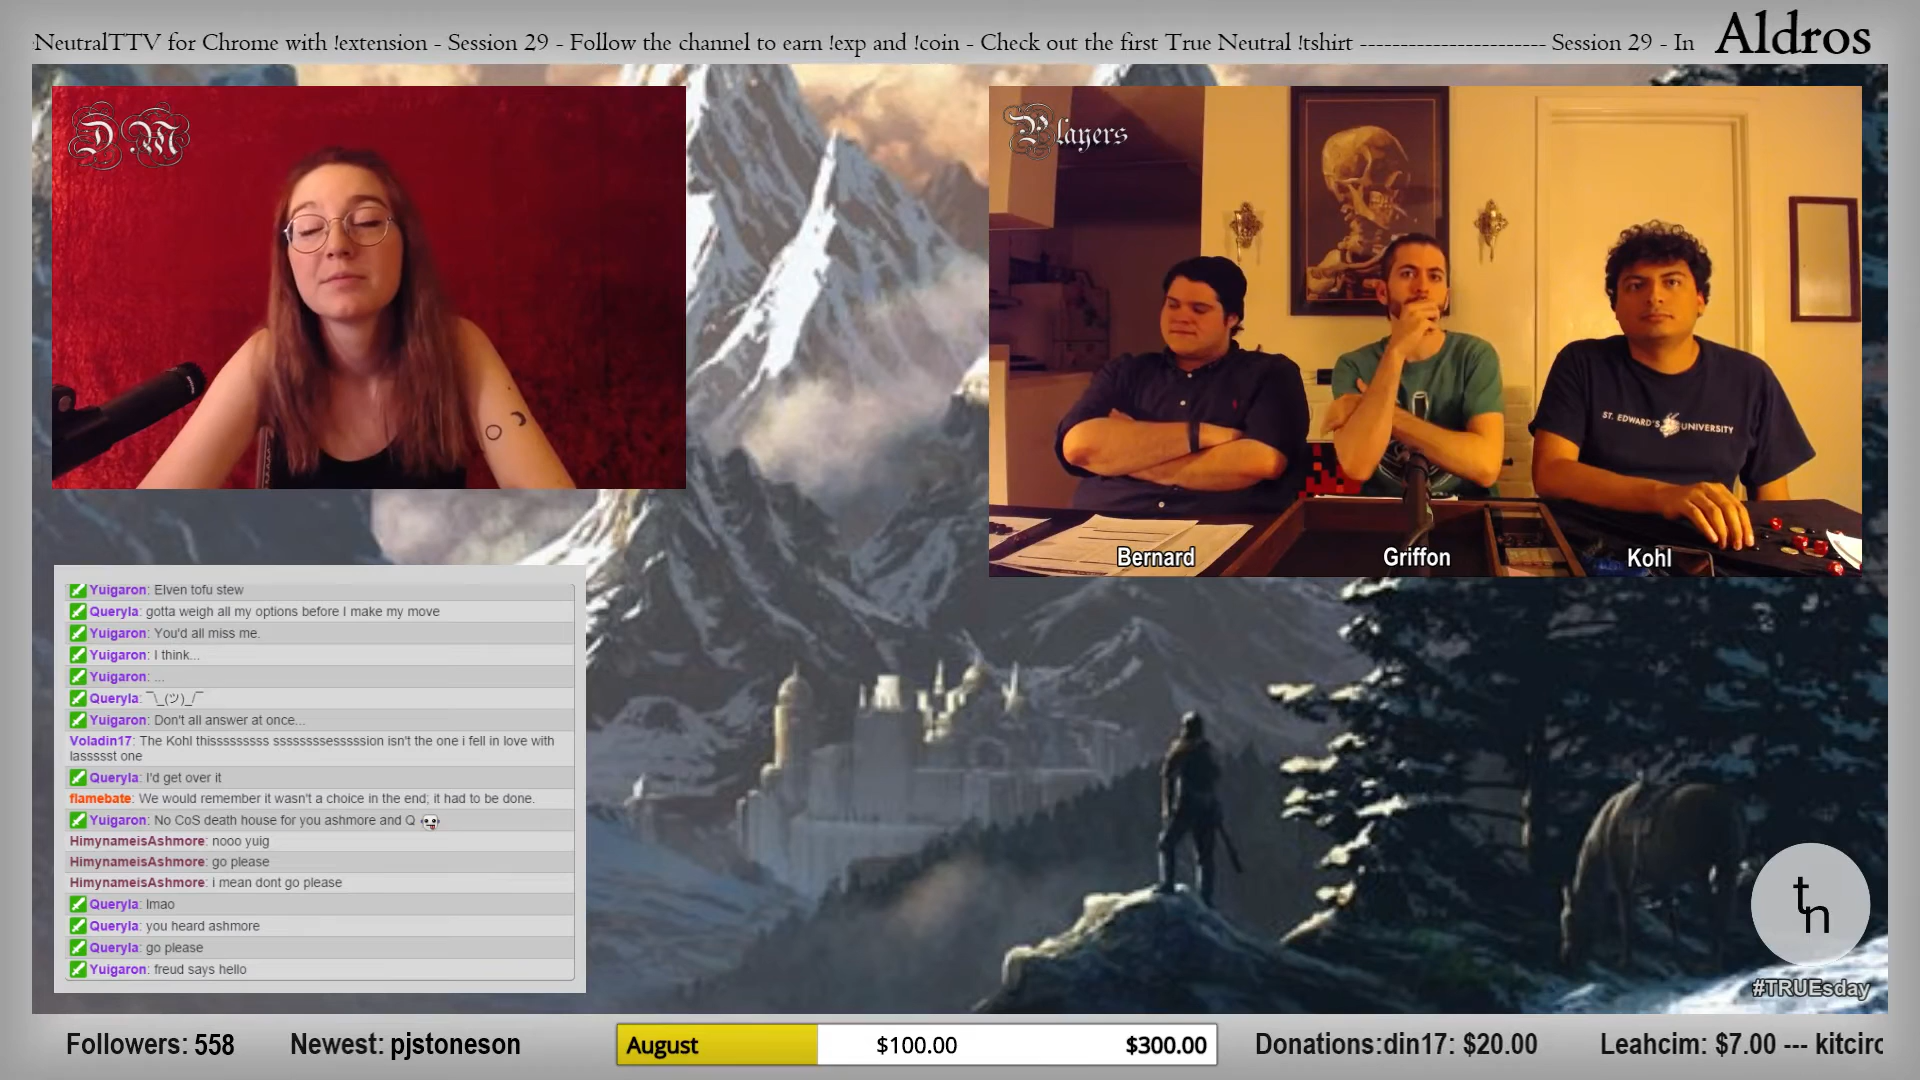 NeutralTTV for Chrome with !extension - Session 29 - Follow the channel to earn !exp and !coin - Check out the first True Neutral !tshirt ----------------------- Session 29 - In
Aldros
DM
Players
ST. EDWARD'S UNIVERSITY
Bernard
Griffon
Kohl
Yuigaron: Elven tofu stew
Queryla: gotta weigh all my options before I make my move
Yuigaron: You'd all miss me.
Yuigaron: I think...
Yuigaron: ...
Queryla: ¯\_(ツ)_/¯
Yuigaron: Don't all answer at once...
Voladin17: The Kohl thisssssssss ssssssssesssssion isn't the one i fell in love with
lasssssst one
Queryla: I'd get over it
flamebate: We would remember it wasn't a choice in the end; it had to be done.
Yuigaron: No CoS death house for you ashmore and Q
HimynameisAshmore: nooo yuig
HimynameisAshmore: go please
HimynameisAshmore: i mean dont go please
Queryla: lmao
Queryla: you heard ashmore
Queryla: go please
Yuigaron: freud says hello
tn
#TRUEsday
Followers: 558
Newest: pjstoneson
August $100.00 $300.00
Donations:din17: $20.00 Leahcim: $7.00 --- kitcirc